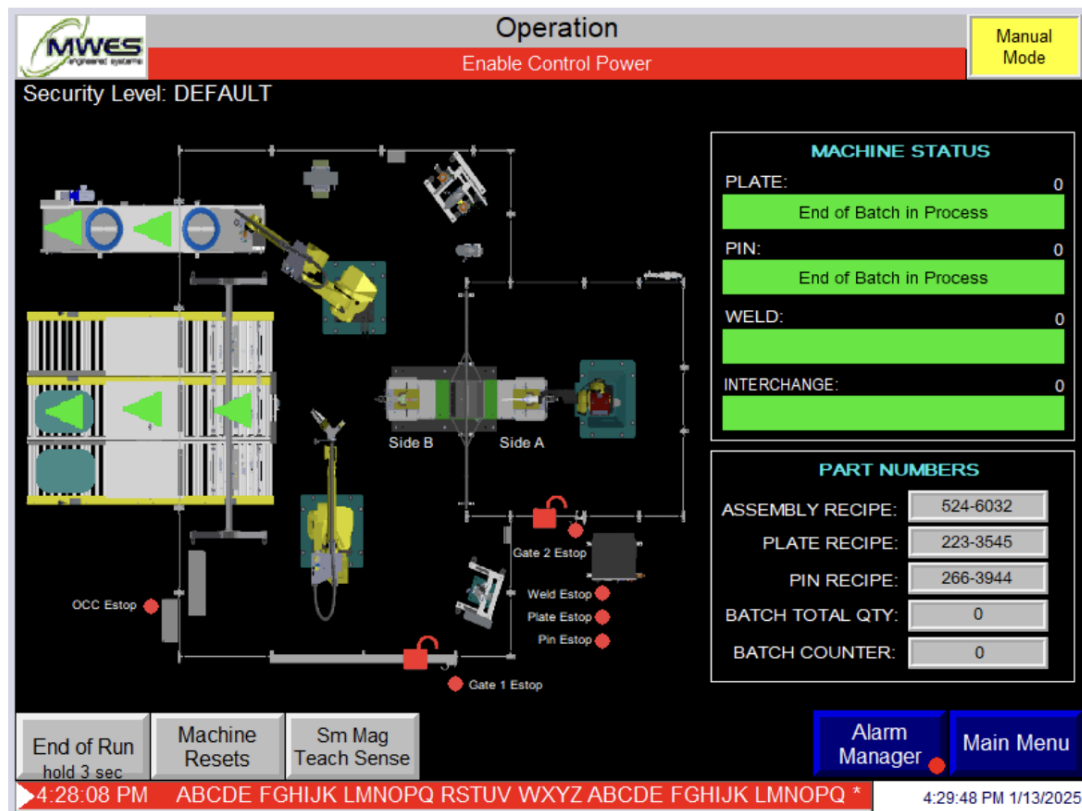 MWES
engineered systems
Operation
Enable Control Power
Manual
Mode
Security Level: DEFAULT
MACHINE STATUS
PLATE: 0
End of Batch in Process
PIN: 0
End of Batch in Process
WELD: 0
INTERCHANGE: 0
Side B
Side A
PART NUMBERS
ASSEMBLY RECIPE: 524-6032
PLATE RECIPE: 223-3545
PIN RECIPE: 266-3944
BATCH TOTAL QTY: 0
BATCH COUNTER: 0
Gate 2 Estop
Weld Estop
Plate Estop
Pin Estop
OCC Estop
Gate 1 Estop
End of Run
hold 3 sec
Machine
Resets
Sm Mag
Teach Sense
Alarm
Manager
Main Menu
4:28:08 PM ABCDE FGHIJK LMNOPQ RSTUV WXYZ ABCDE FGHIJK LMNOPQ *
4:29:48 PM 1/13/2025